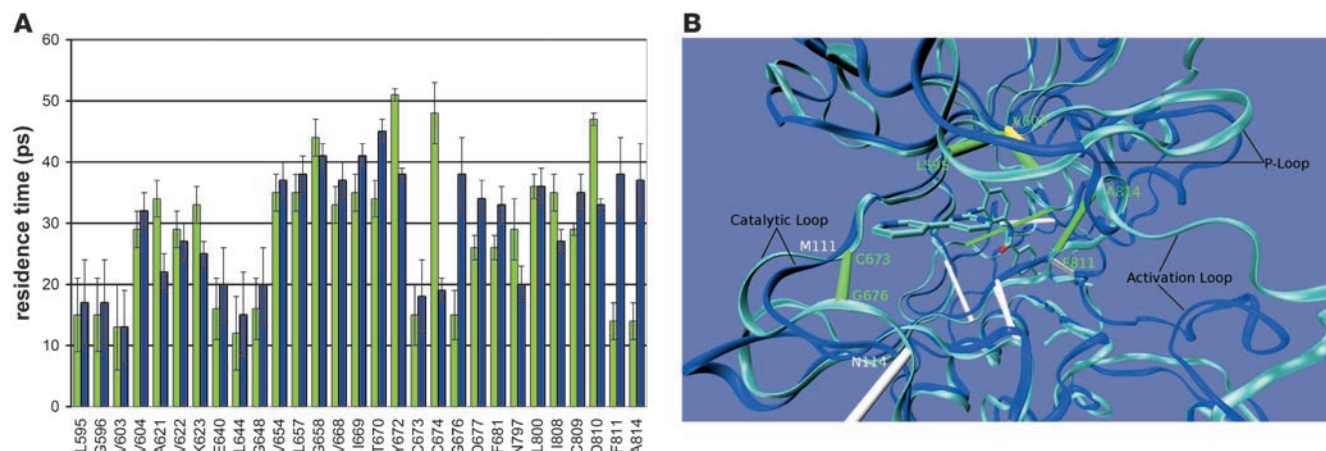 A
60
50
40
30
20
10
0
residence time (ps)
L595
G596
V603
V604
A621
V622
K623
E640
L644
G648
V654
L657
G658
V668
I669
T670
Y672
C673
C674
G676
D677
F681
N797
L800
I808
C809
D810
F811
A814
B
V603
P-Loop
L595
A814
Catalytic Loop
M111
C673
F811
Activation Loop
G676
N114